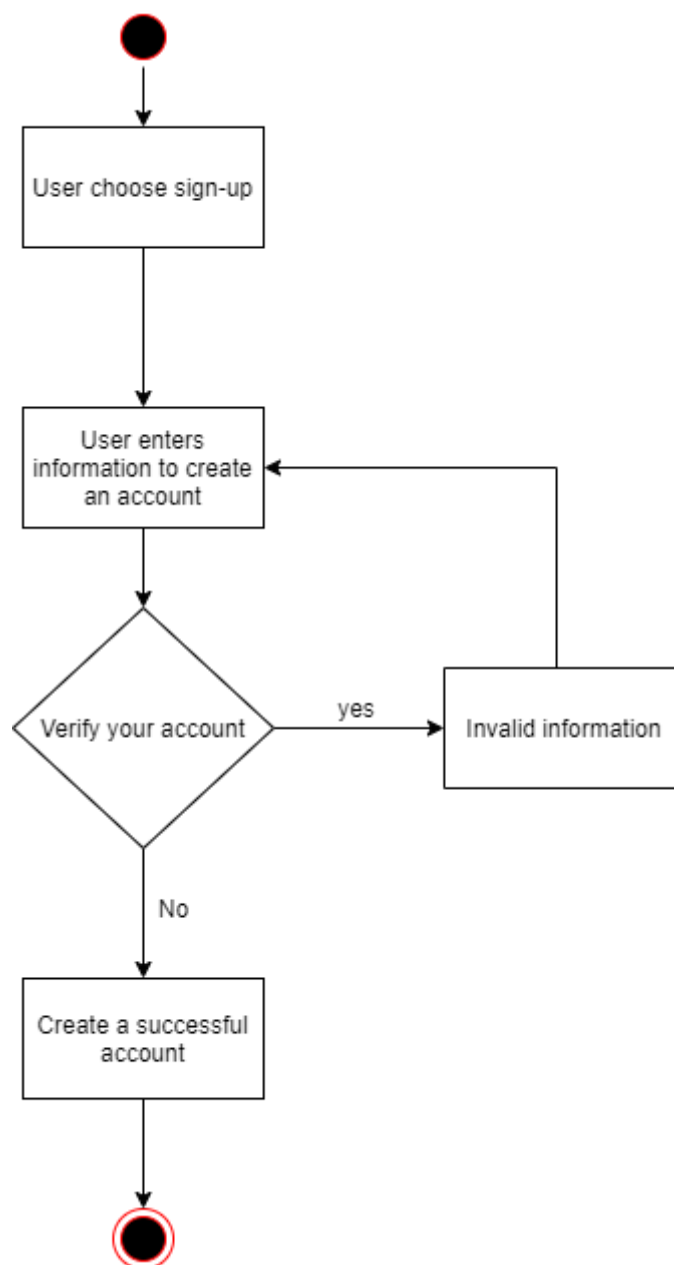 User choose sign-up
User enters
information to create
an account
Verify your account
yes
Invalid information
No
Create a successful
account